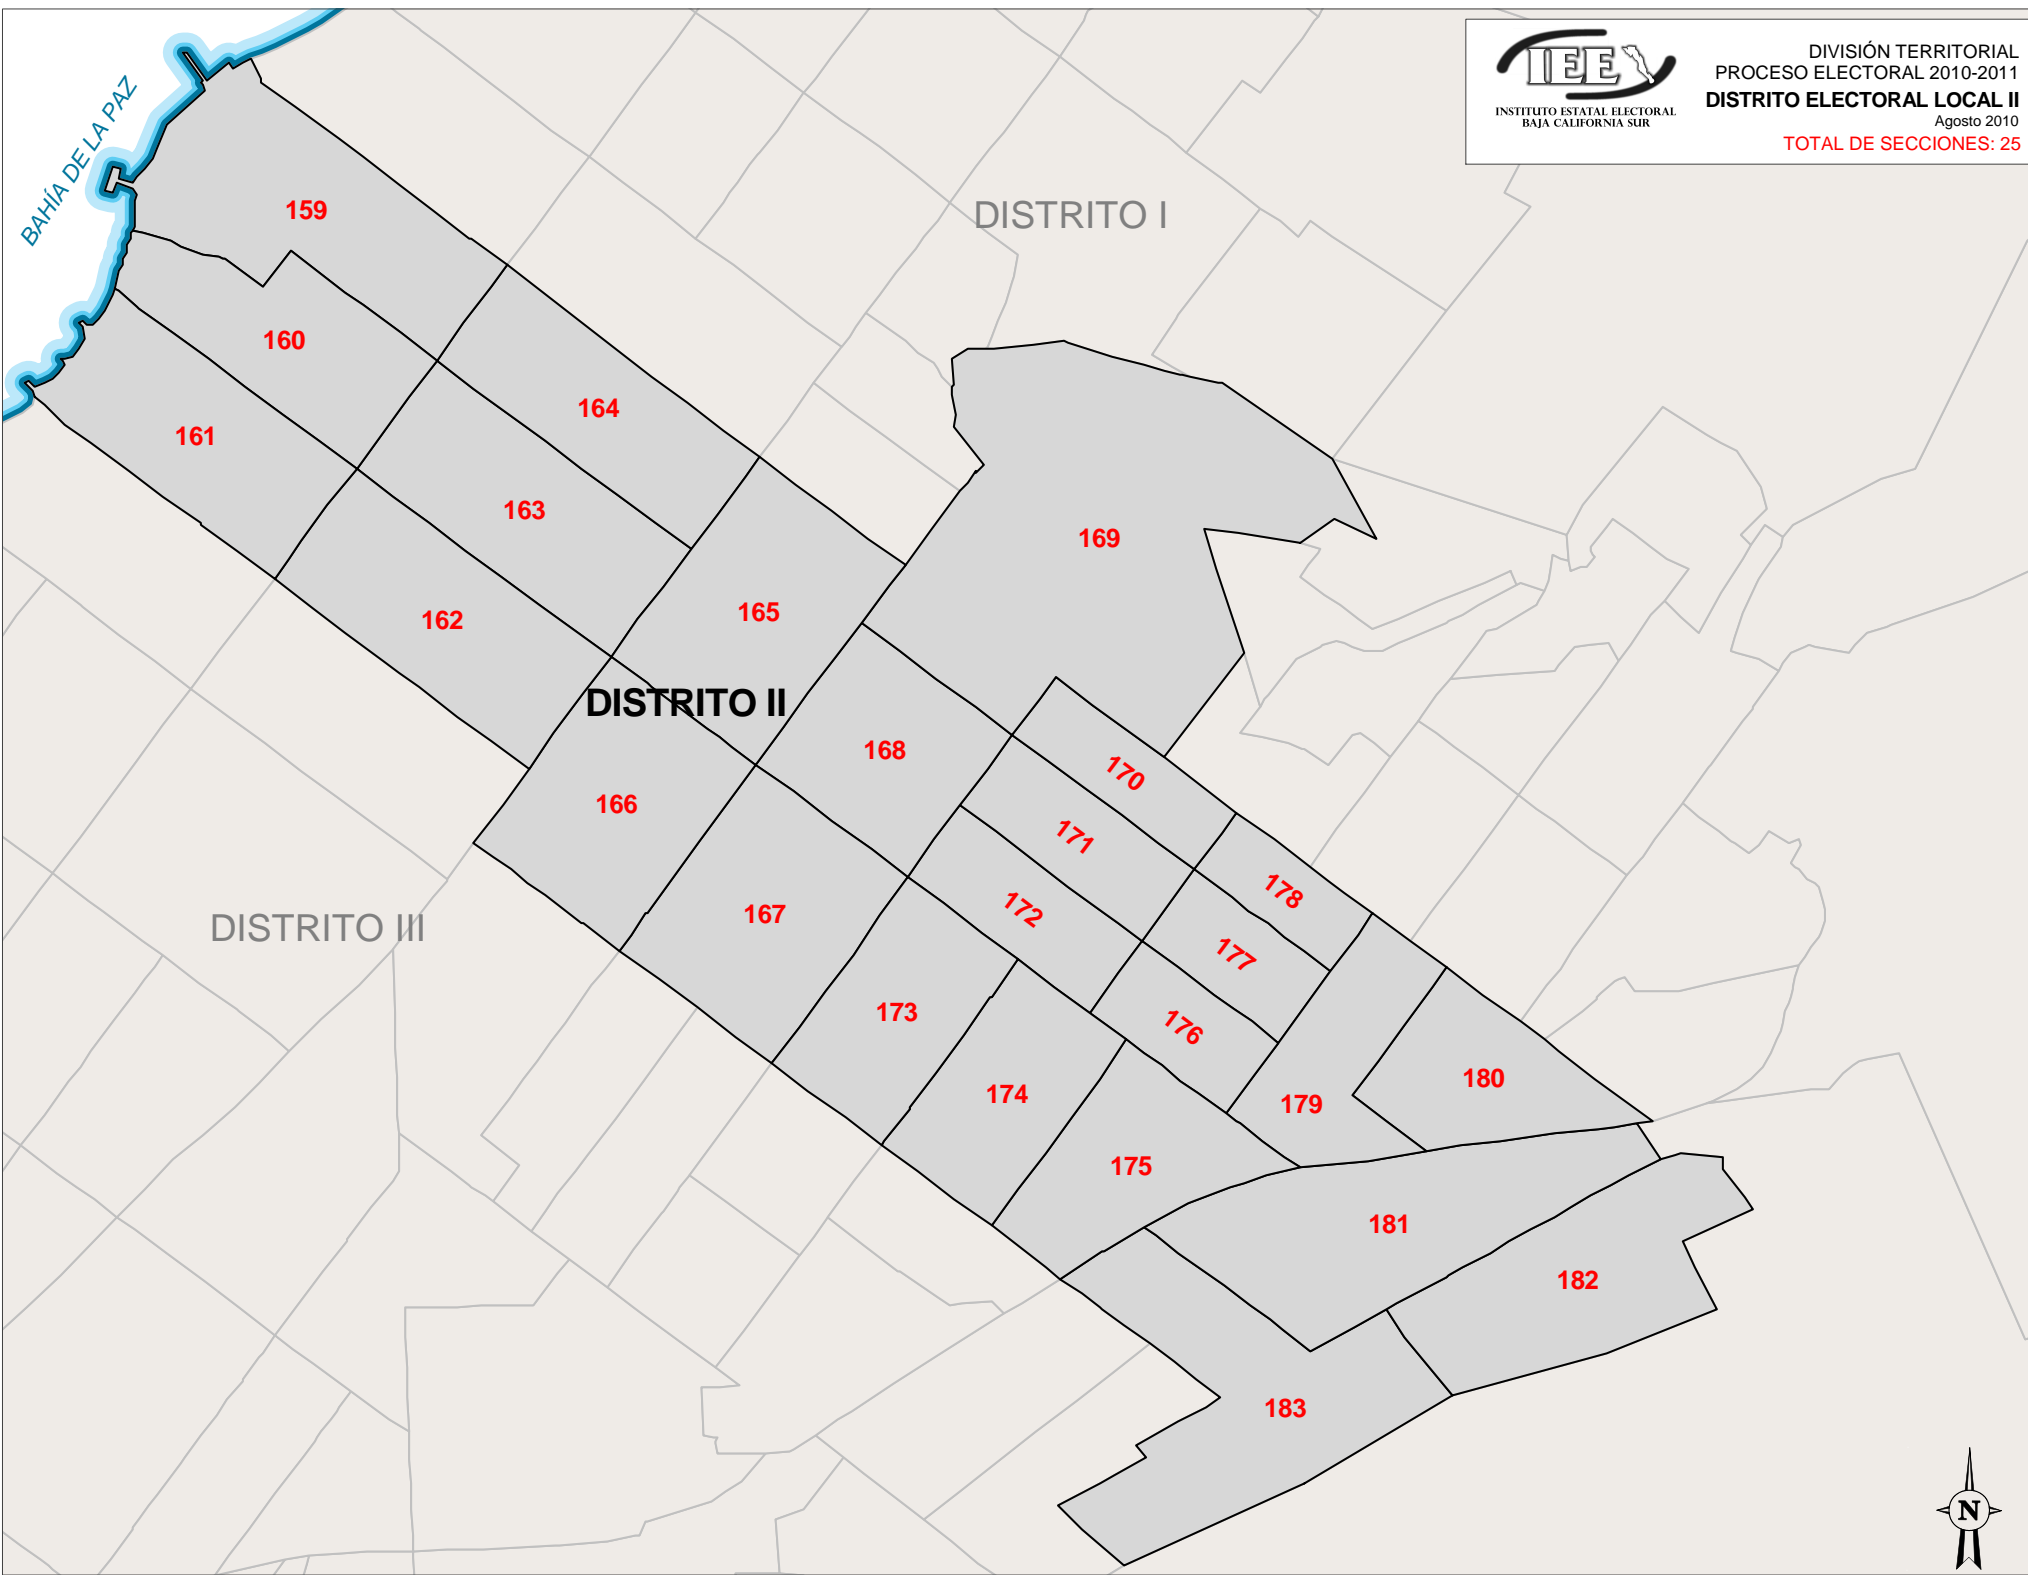 IEE
INSTITUTO ESTATAL ELECTORAL
BAJA CALIFORNIA SUR
DIVISIÓN TERRITORIAL
PROCESO ELECTORAL 2010-2011
DISTRITO ELECTORAL LOCAL II
Agosto 2010
TOTAL DE SECCIONES: 25
BAHÍA DE LA PAZ
DISTRITO I
159
160
164
161
163
169
162
165
DISTRITO II
168
170
166
171
178
167
172
DISTRITO III
177
173
176
174
179
180
175
181
182
183
N